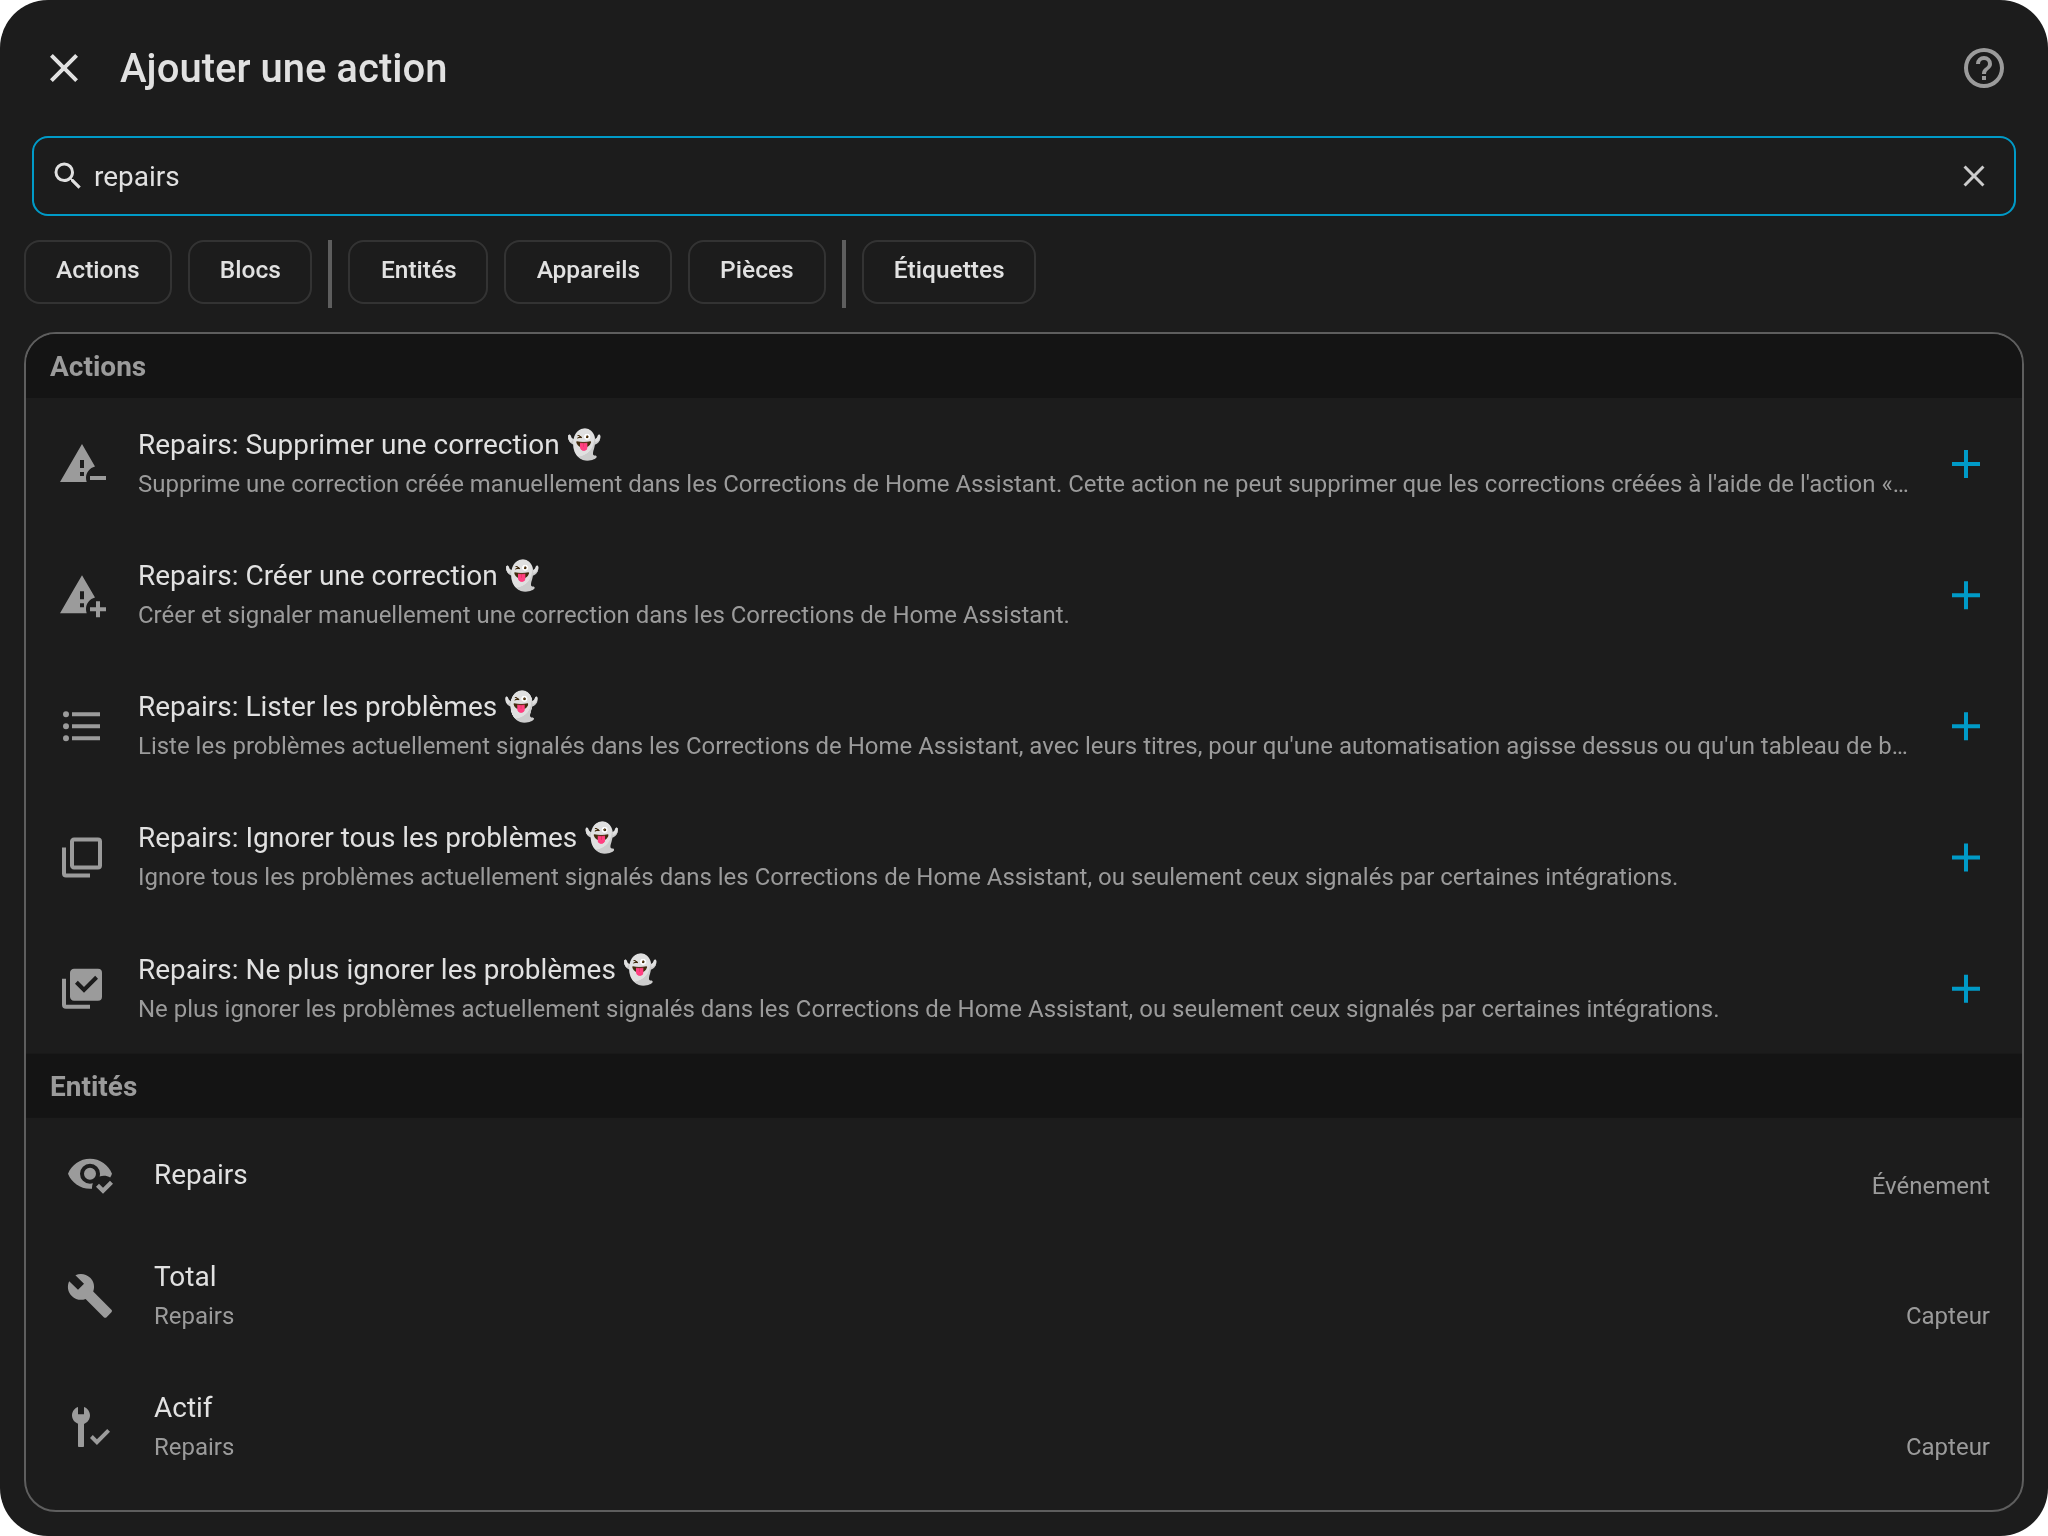 Ajouter une action
repairs
Actions
Blocs
Entités
Appareils
Pièces
Étiquettes
Actions
Repairs: Supprimer une correction 👻
Supprime une correction créée manuellement dans les Corrections de Home Assistant. Cette action ne peut supprimer que les corrections créées à l'aide de l'action «…
Repairs: Créer une correction 👻
Créer et signaler manuellement une correction dans les Corrections de Home Assistant.
Repairs: Lister les problèmes 👻
Liste les problèmes actuellement signalés dans les Corrections de Home Assistant, avec leurs titres, pour qu'une automatisation agisse dessus ou qu'un tableau de b…
Repairs: Ignorer tous les problèmes 👻
Ignore tous les problèmes actuellement signalés dans les Corrections de Home Assistant, ou seulement ceux signalés par certaines intégrations.
Repairs: Ne plus ignorer les problèmes 👻
Ne plus ignorer les problèmes actuellement signalés dans les Corrections de Home Assistant, ou seulement ceux signalés par certaines intégrations.
Entités
Repairs
Événement
Total
Repairs
Capteur
Actif
Repairs
Capteur